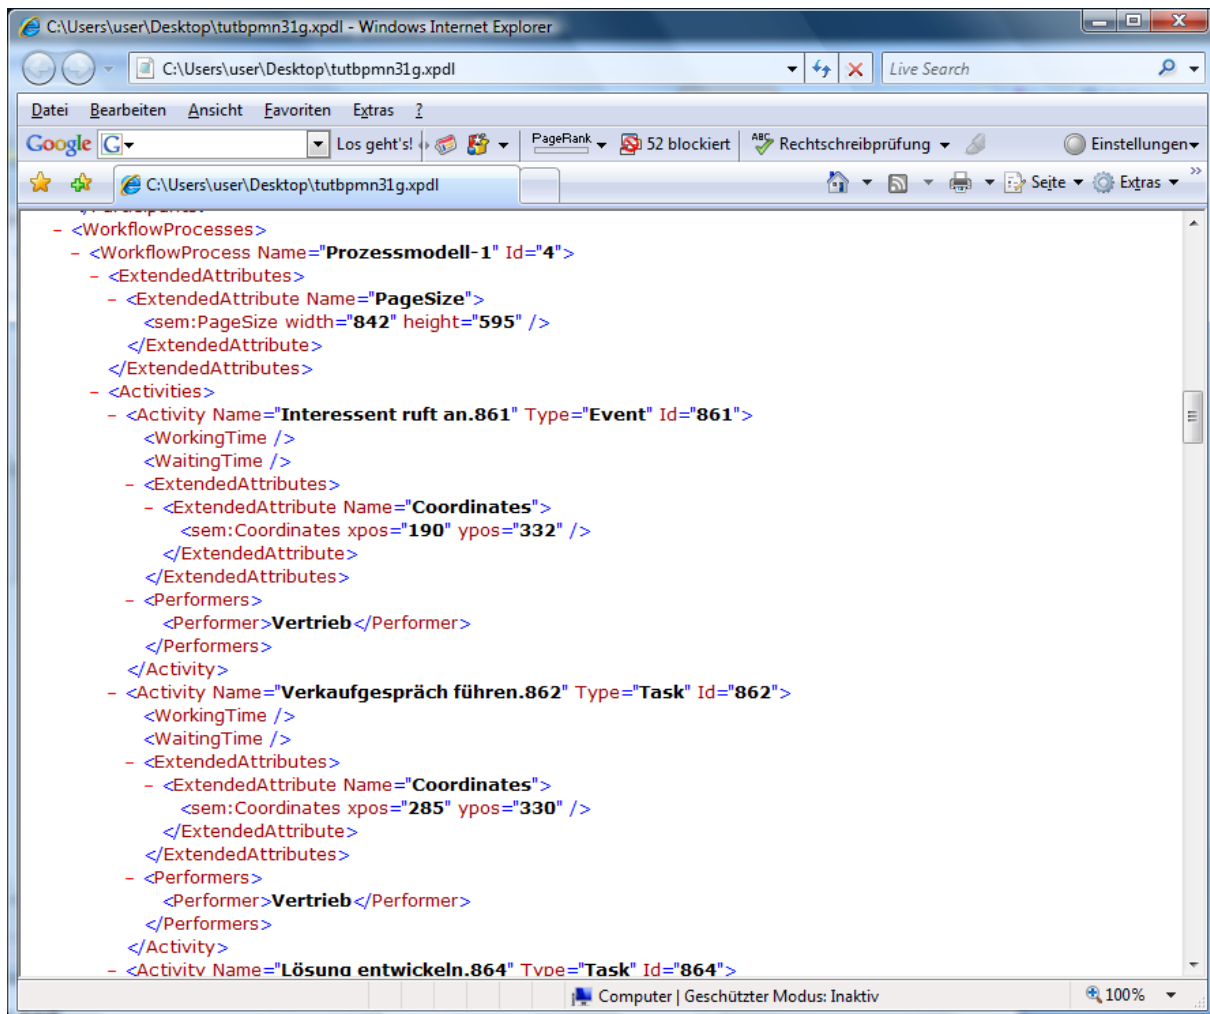 C:\Users\user\Desktop\tutbpmn31g.xpdl - Windows Internet Explorer
C:\Users\user\Desktop\tutbpmn31g.xpdl Live Search
Datei Bearbeiten Ansicht Favoriten Extras ?
Google G Los geht's! PageRank 52 blockiert ABC Rechtschreibprüfung Einstellungen
C:\Users\user\Desktop\tutbpmn31g.xpdl Seite Extras »
</Participants>
- <WorkflowProcesses>
- <WorkflowProcess Name="Prozessmodell-1" Id="4">
- <ExtendedAttributes>
- <ExtendedAttribute Name="PageSize">
<sem:PageSize width="842" height="595" />
</ExtendedAttribute>
</ExtendedAttributes>
- <Activities>
- <Activity Name="Interessent ruft an.861" Type="Event" Id="861">
<WorkingTime />
<WaitingTime />
- <ExtendedAttributes>
- <ExtendedAttribute Name="Coordinates">
<sem:Coordinates xpos="190" ypos="332" />
</ExtendedAttribute>
</ExtendedAttributes>
- <Performers>
<Performer>Vertrieb</Performer>
</Performers>
</Activity>
- <Activity Name="Verkaufgespräch führen.862" Type="Task" Id="862">
<WorkingTime />
<WaitingTime />
- <ExtendedAttributes>
- <ExtendedAttribute Name="Coordinates">
<sem:Coordinates xpos="285" ypos="330" />
</ExtendedAttribute>
</ExtendedAttributes>
- <Performers>
<Performer>Vertrieb</Performer>
</Performers>
</Activity>
- <Activity Name="Lösung entwickeln.864" Type="Task" Id="864">
Computer | Geschützter Modus: Inaktiv 100%